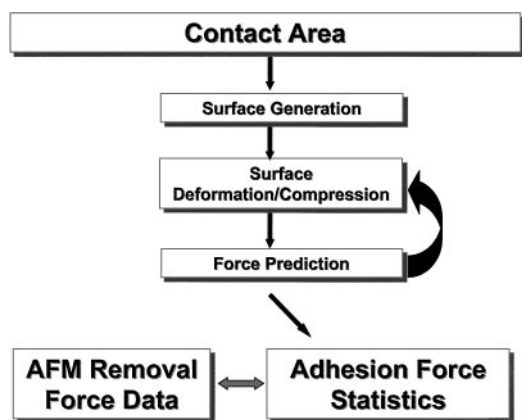 Contact Area
Surface Generation
Surface
Deformation/Compression
Force Prediction
AFM Removal
Force Data
Adhesion Force
Statistics